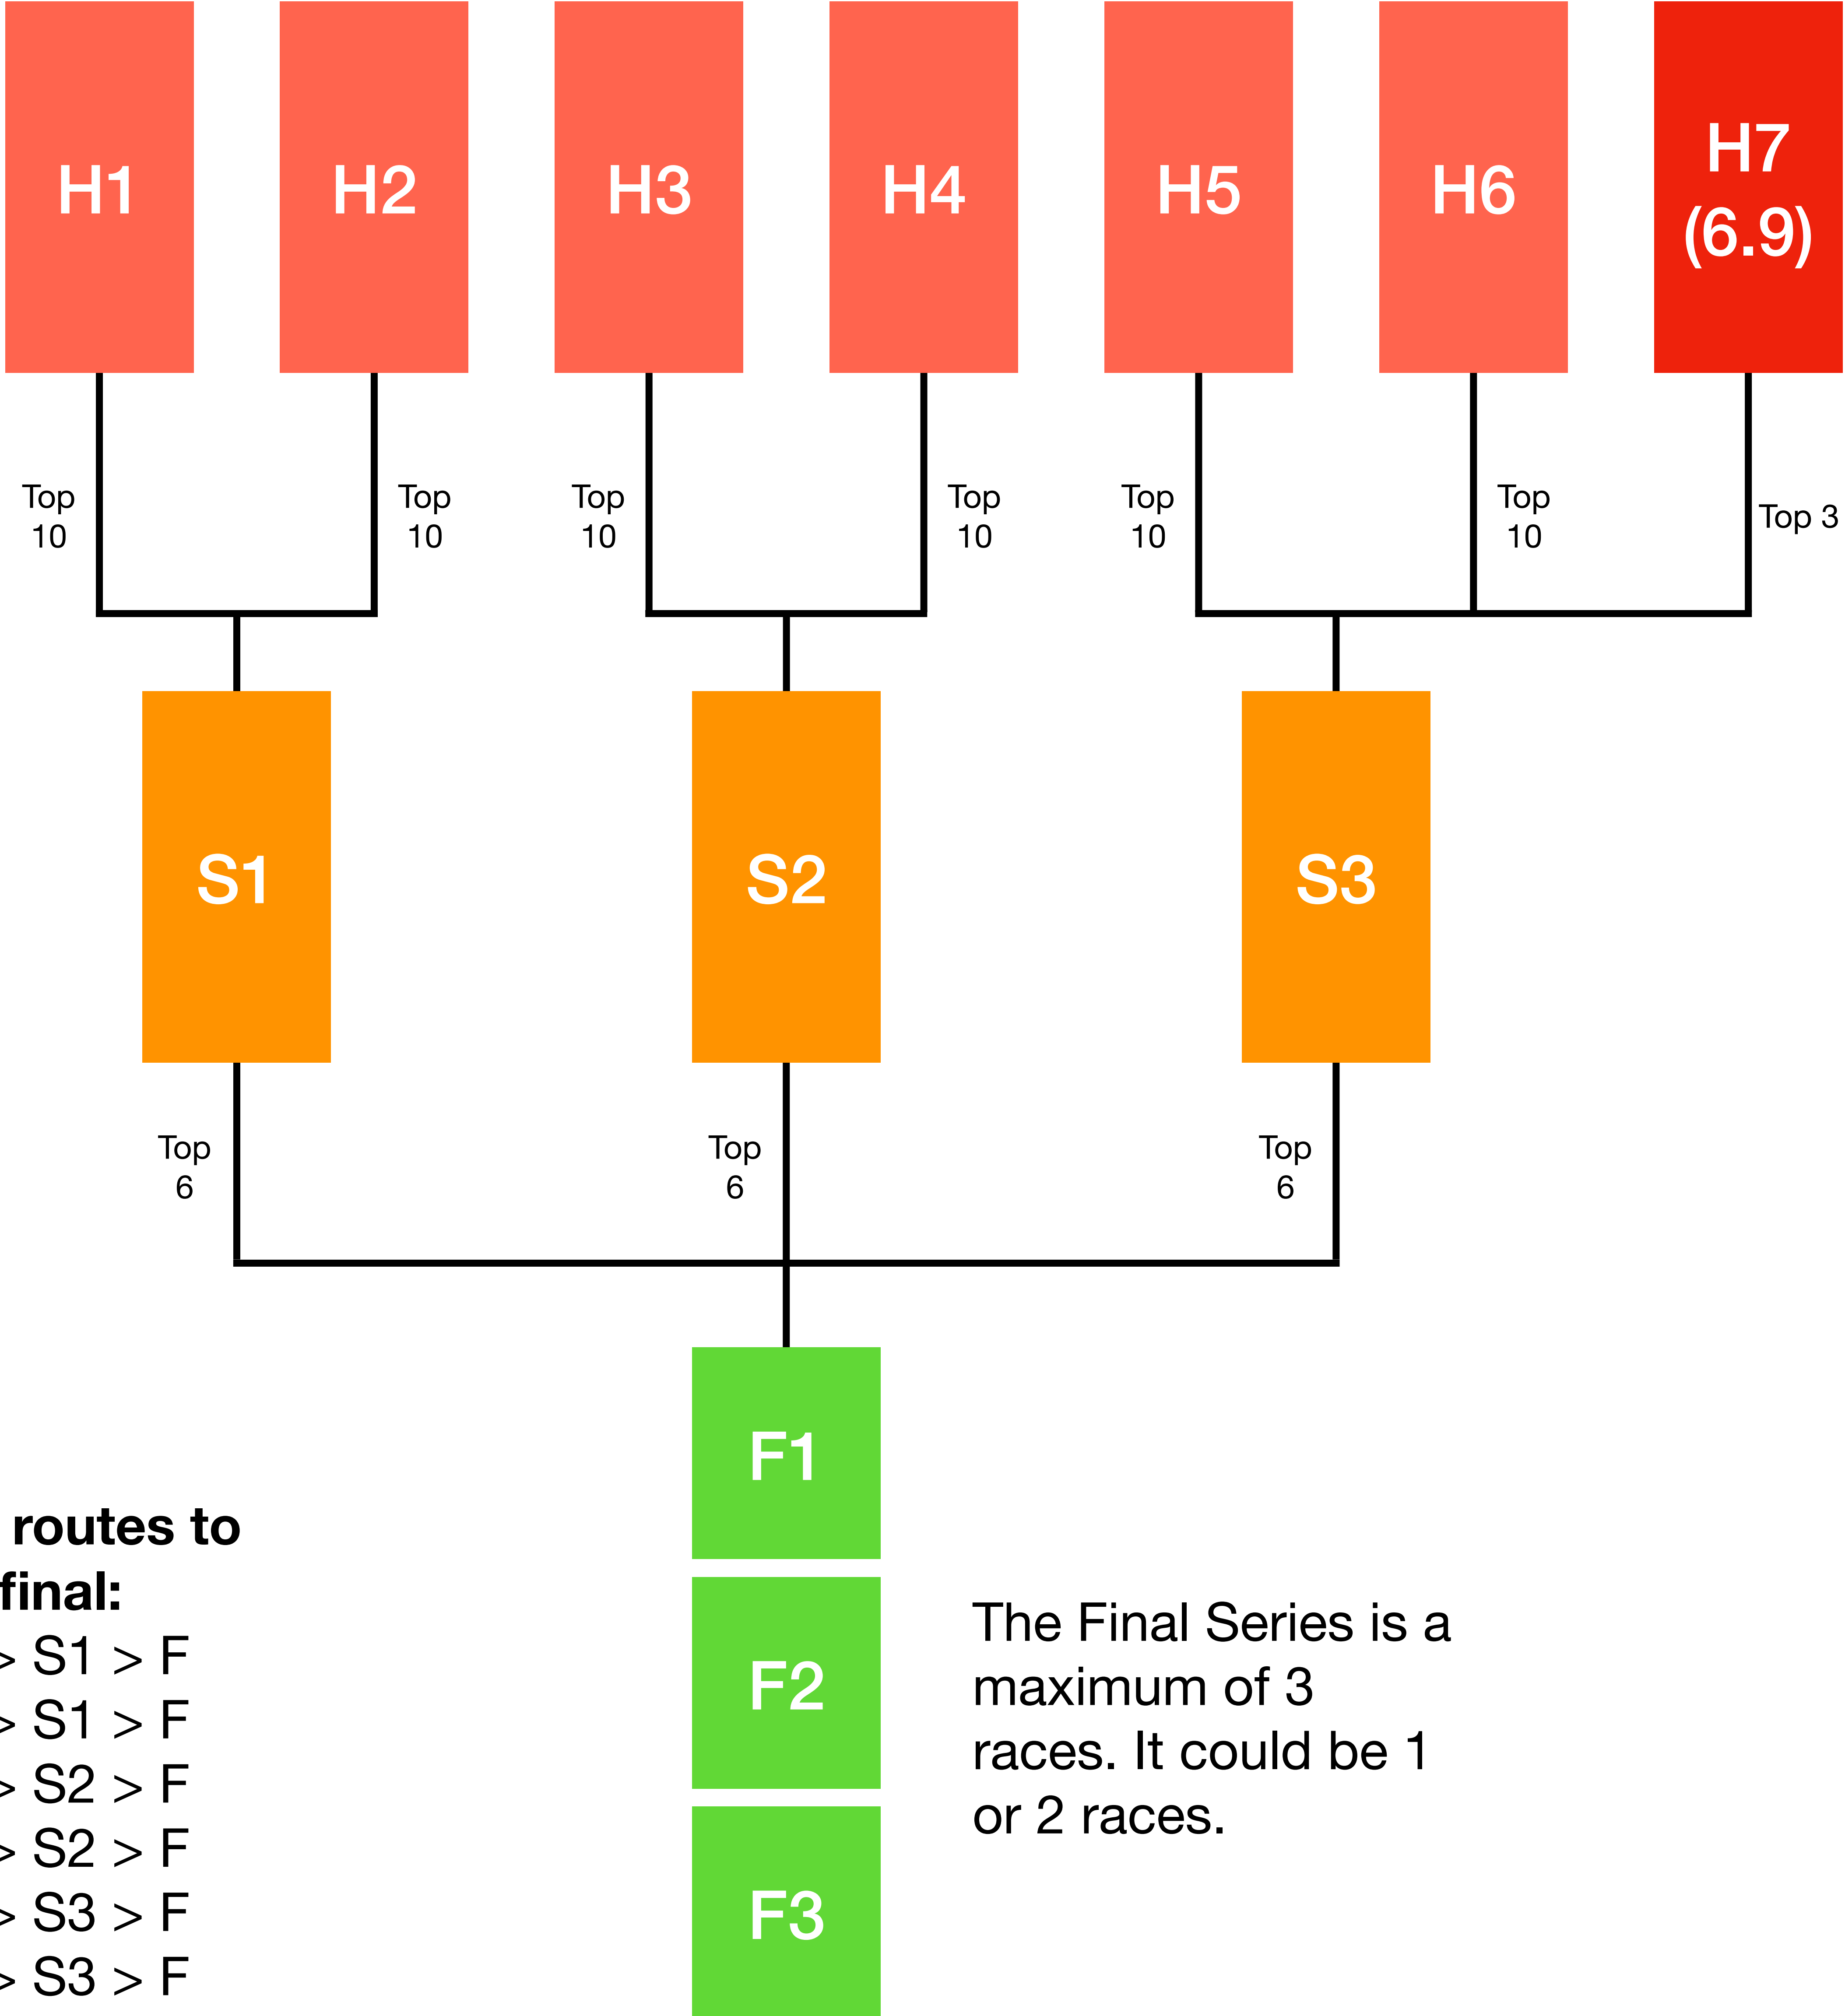 H1
H2
H3
H4
H5
H6
H7
(6.9)
Top
10
Top
10
Top
10
Top
10
Top
10
Top
10
Top 3
S1
S2
S3
Top
6
Top
6
Top
6
F1
F2
F3
routes to
final:
> S1 > F
> S1 > F
> S2 > F
> S2 > F
> S3 > F
> S3 > F
The Final Series is a
maximum of 3
races. It could be 1
or 2 races.